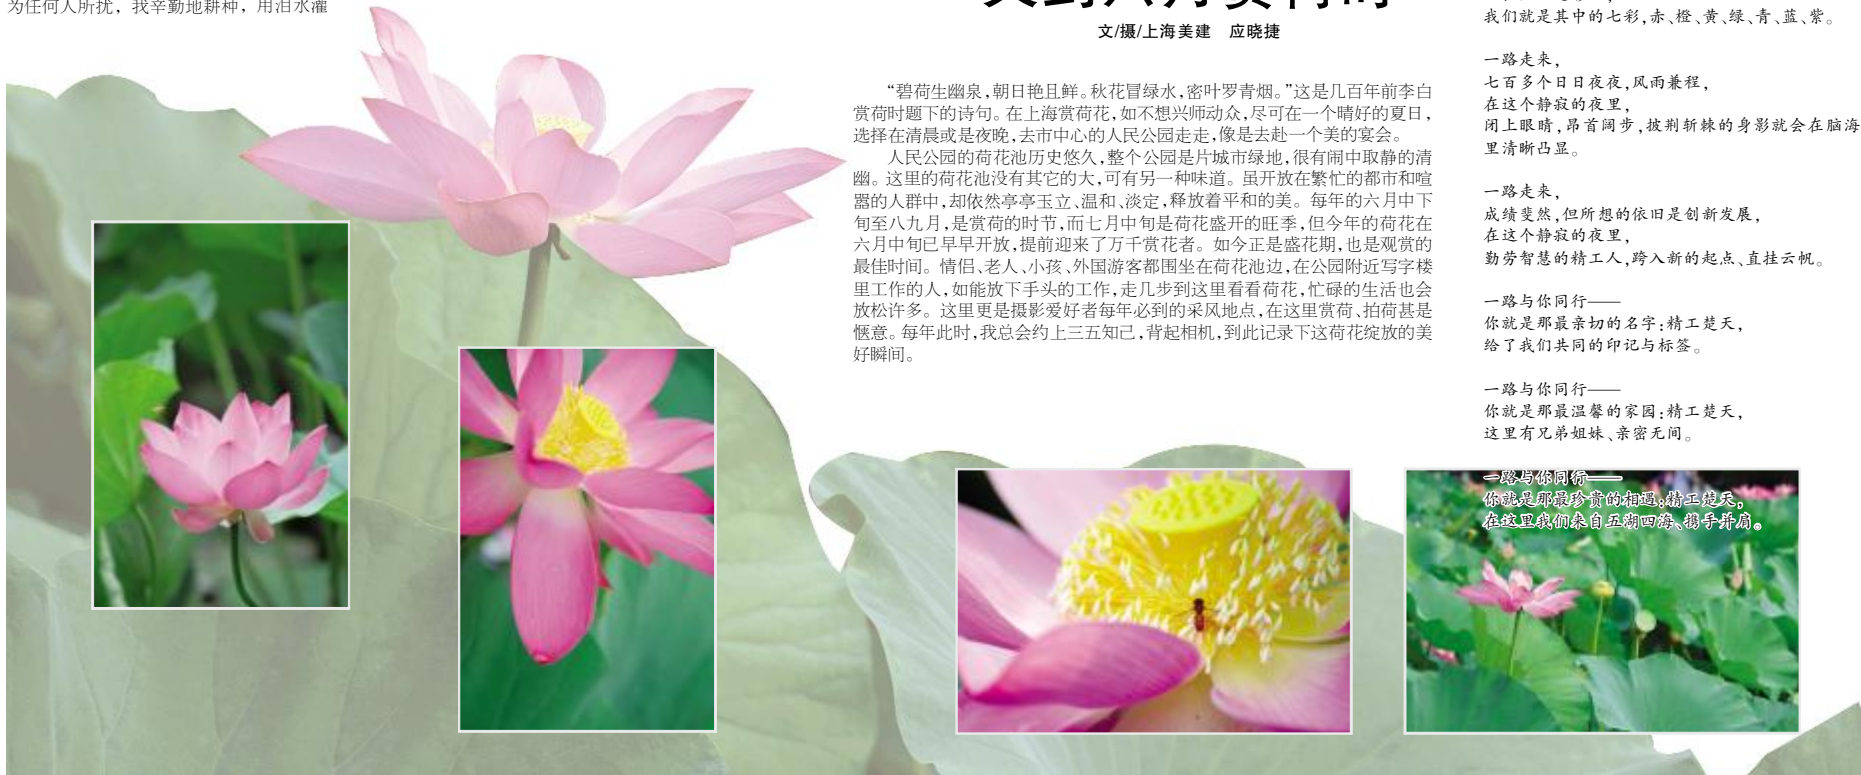 为任何人所扰，我辛勤地耕种，用泪水灌
又到六月赏荷时
文/摄/上海美建 应晓捷
“碧荷生幽泉，朝日艳且鲜。秋花冒绿水，密叶罗青烟。”这是几百年前李白
赏荷时题下的诗句。在上海赏荷花，如不想兴师动众，尽可在一个晴好的夏日，
选择在清晨或是夜晚，去市中心的人民公园走走，像是去赴一个美的宴会。
人民公园的荷花池历史悠久，整个公园是片城市绿地，很有闹中取静的清
幽。这里的荷花池没有其它的大，可有另一种味道。虽开放在繁忙的都市和喧
嚣的人群中，却依然亭亭玉立、温和、淡定，释放着平和的美。每年的六月中下
旬至八九月，是赏荷的时节，而七月中旬是荷花盛开的旺季，但今年的荷花在
六月中旬已早早开放，提前迎来了万千赏花者。如今正是盛花期，也是观赏的
最佳时间。情侣、老人、小孩、外国游客都围坐在荷花池边，在公园附近写字楼
里工作的人，如能放下手头的工作，走几步到这里看看荷花，忙碌的生活也会
放松许多。这里更是摄影爱好者每年必到的采风地点，在这里赏荷、拍荷甚是
惬意。每年此时，我总会约上三五知己，背起相机，到此记录下这荷花绽放的美
好瞬间。
我们就是其中的七彩，赤、橙、黄、绿、青、蓝、紫。
一路走来，
七百多个日日夜夜，风雨兼程，
在这个静寂的夜里，
闭上眼睛，昂首阔步，披荆斩棘的身影就会在脑海
里清晰凸显。
一路走来，
成绩斐然，但所想的依旧是创新发展，
在这个静寂的夜里，
勤劳智慧的精工人，跨入新的起点、直挂云帆。
一路与你同行——
你就是那最亲切的名字：精工楚天，
给了我们共同的印记与标签。
一路与你同行——
你就是那最温馨的家园：精工楚天，
这里有兄弟姐妹、亲密无间。
一路与你同行——
你就是那最珍贵的相遇：精工楚天，
在这里我们来自五湖四海、携手并肩。